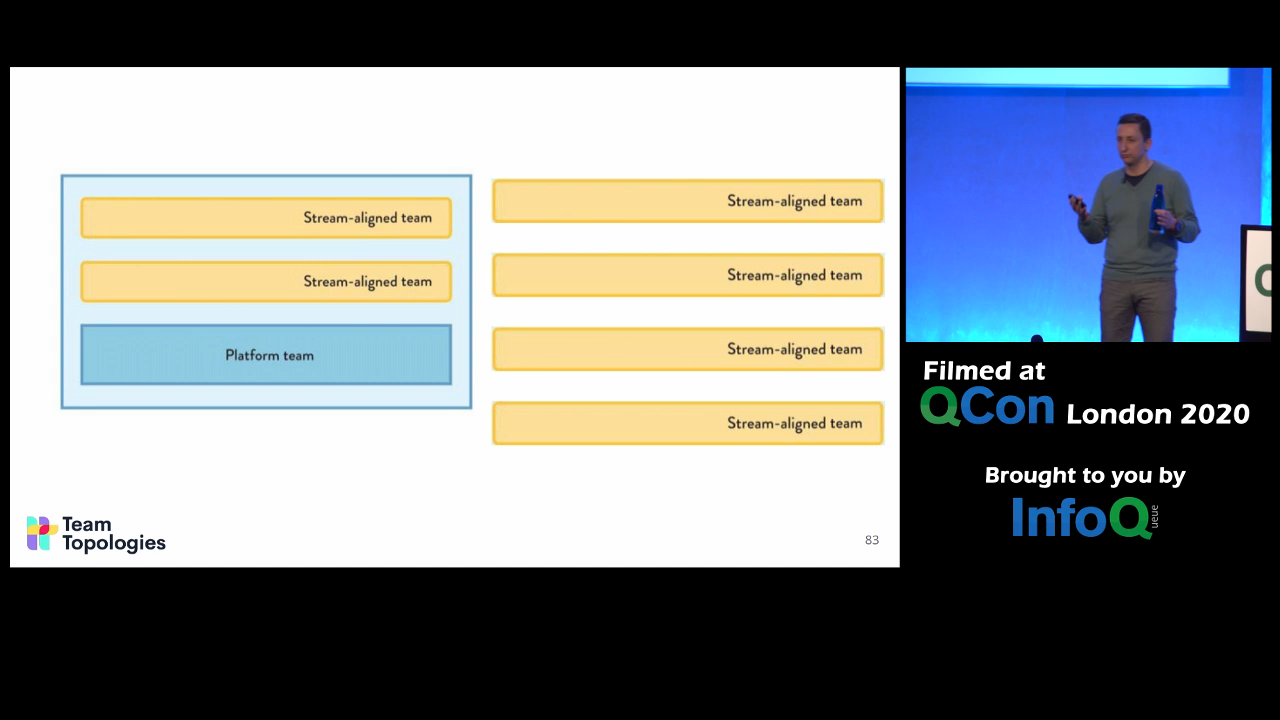 Stream-aligned team
Stream-aligned team
Platform team
Stream-aligned team
Stream-aligned team
Stream-aligned team
Stream-aligned team
Team
Topologies
83
Filmed at
QCon London 2020
Brought to you by
InfoQ
ueue